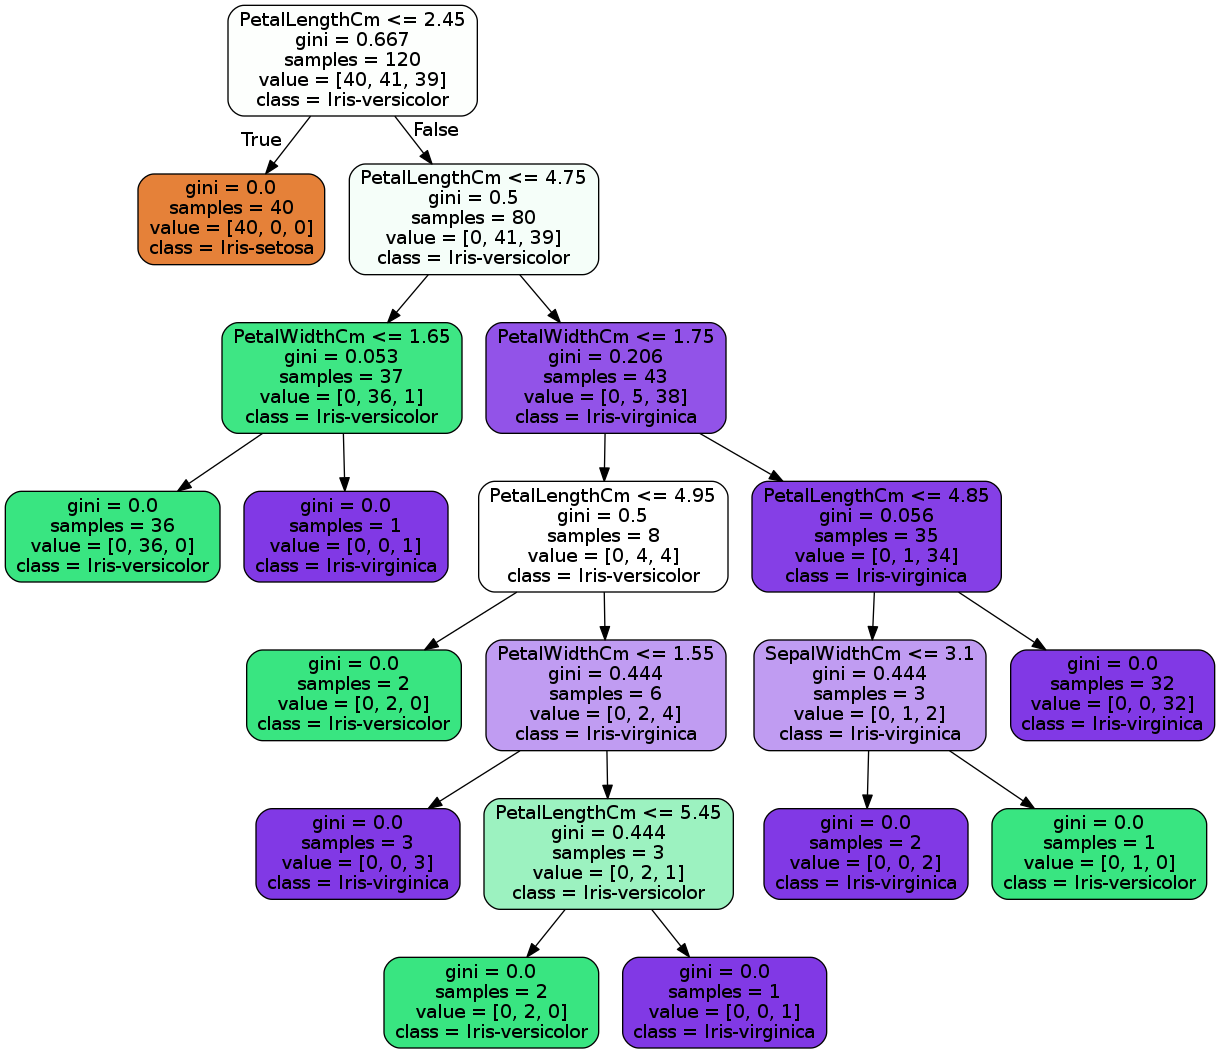 PetalLengthCm <= 2.45
gini = 0.667
samples = 120
value = [40, 41, 39]
class = Iris-versicolor
True
False
gini = 0.0
samples = 40
value = [40, 0, 0]
class = Iris-setosa
PetalLengthCm <= 4.75
gini = 0.5
samples = 80
value = [0, 41, 39]
class = Iris-versicolor
PetalWidthCm <= 1.65
gini = 0.053
samples = 37
value = [0, 36, 1]
class = Iris-versicolor
PetalWidthCm <= 1.75
gini = 0.206
samples = 43
value = [0, 5, 38]
class = Iris-virginica
gini = 0.0
samples = 36
value = [0, 36, 0]
class = Iris-versicolor
gini = 0.0
samples = 1
value = [0, 0, 1]
class = Iris-virginica
PetalLengthCm <= 4.95
gini = 0.5
samples = 8
value = [0, 4, 4]
class = Iris-versicolor
PetalLengthCm <= 4.85
gini = 0.056
samples = 35
value = [0, 1, 34]
class = Iris-virginica
gini = 0.0
samples = 2
value = [0, 2, 0]
class = Iris-versicolor
PetalWidthCm <= 1.55
gini = 0.444
samples = 6
value = [0, 2, 4]
class = Iris-virginica
SepalWidthCm <= 3.1
gini = 0.444
samples = 3
value = [0, 1, 2]
class = Iris-virginica
gini = 0.0
samples = 32
value = [0, 0, 32]
class = Iris-virginica
gini = 0.0
samples = 3
value = [0, 0, 3]
class = Iris-virginica
PetalLengthCm <= 5.45
gini = 0.444
samples = 3
value = [0, 2, 1]
class = Iris-versicolor
gini = 0.0
samples = 2
value = [0, 0, 2]
class = Iris-virginica
gini = 0.0
samples = 1
value = [0, 1, 0]
class = Iris-versicolor
gini = 0.0
samples = 2
value = [0, 2, 0]
class = Iris-versicolor
gini = 0.0
samples = 1
value = [0, 0, 1]
class = Iris-virginica